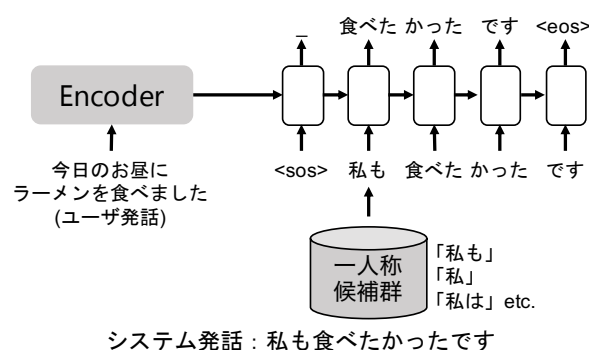 _ 食べた かった です <eos>
Encoder
<sos> 私も 食べた かった です
今日のお昼に
ラーメンを食べました
(ユーザ発話)
一人称
候補群
「私も」
「私」
「私は」etc.
システム発話：私も食べたかったです